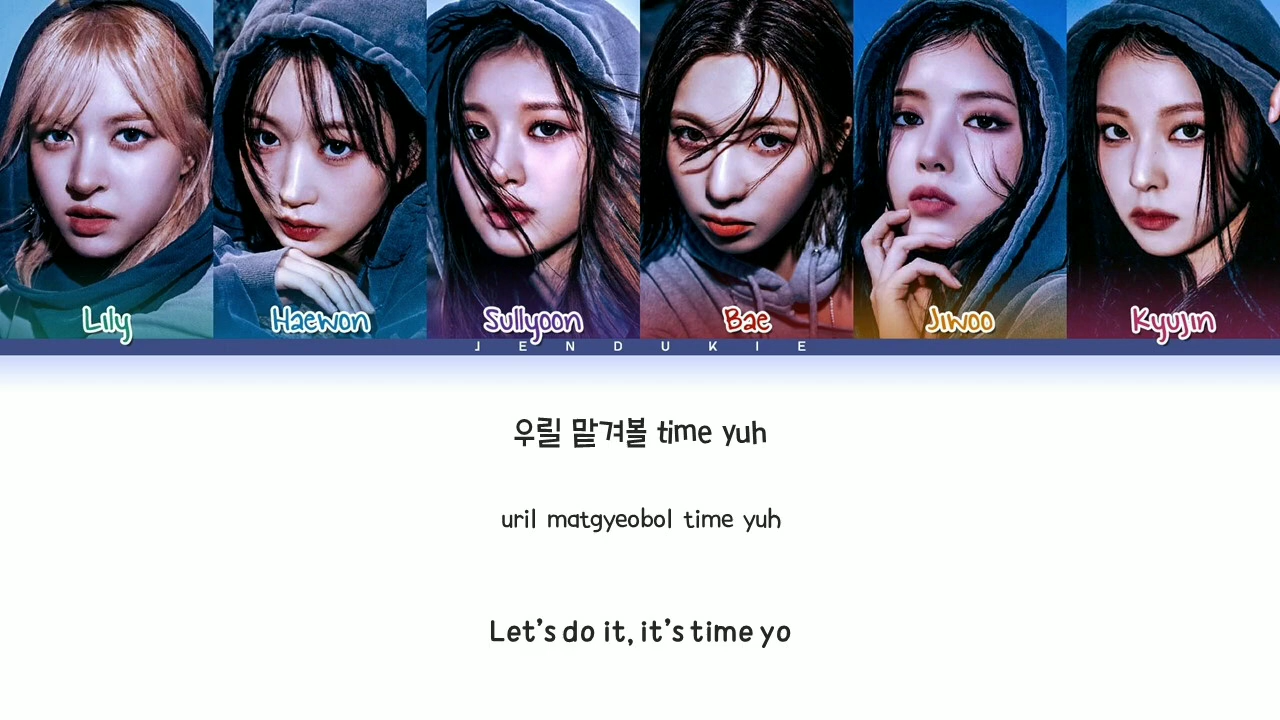 Lily Haewon Sullyoon Bae Jiwoo Kyujin
JENDUKIE
우릴 맡겨볼 time yuh
uril matgyeobol time yuh
Let's do it, it's time yo